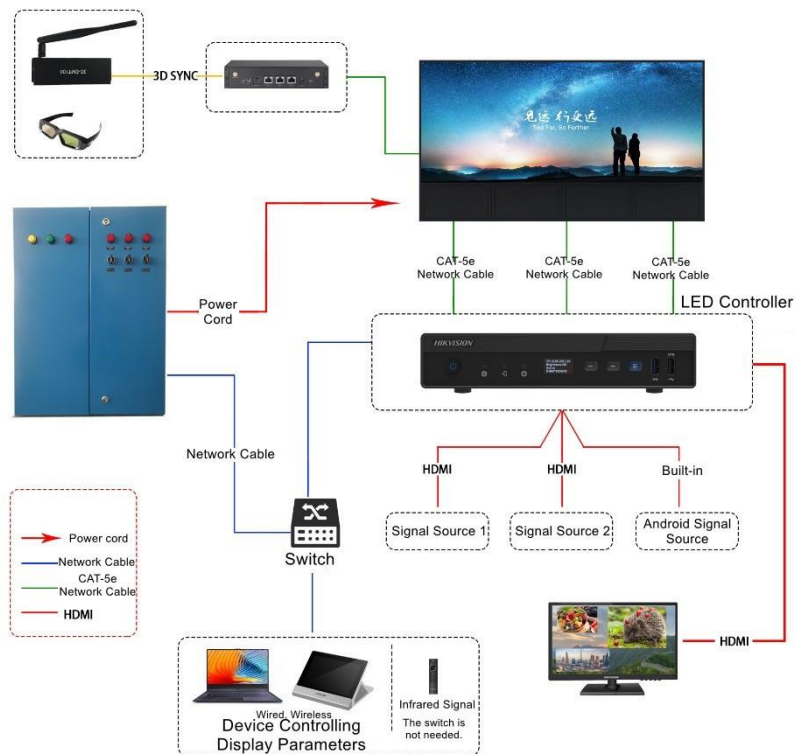 3D SYNC
见远 行更远
See Far, Go Further
CAT-5e
Network Cable
CAT-5e
Network Cable
CAT-5e
Network Cable
LED Controller
Power
Cord
HIKVISION
Network Cable
HDMI
HDMI
Built-in
Signal Source 1
Signal Source 2
Android Signal
Source
Switch
Power cord
Network Cable
CAT-5e
Network Cable
HDMI
HDMI
Wired, Wireless
Device Controlling
Display Parameters
Infrared Signal
The switch is
not needed.